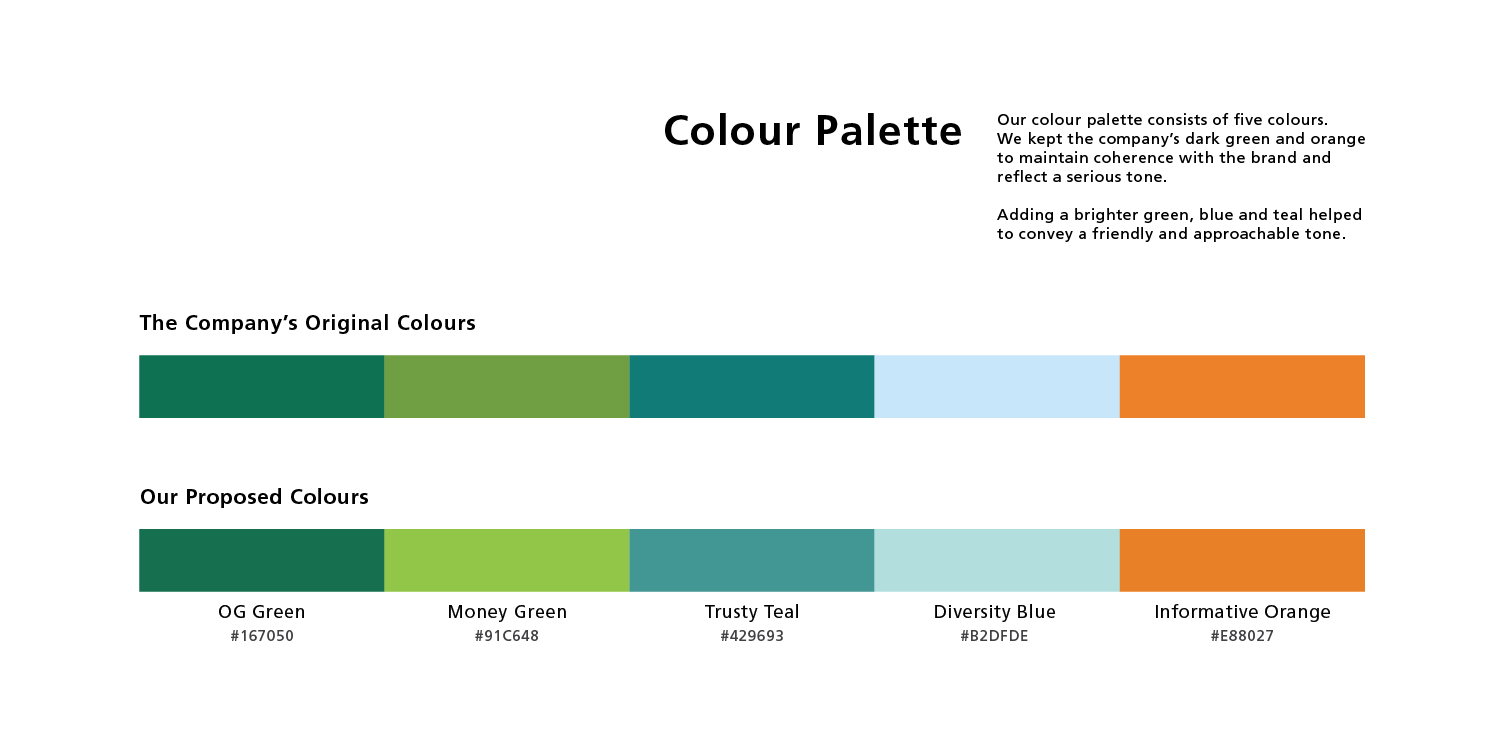 Colour Palette
Our colour palette consists of five colours.
We kept the company’s dark green and orange
to maintain coherence with the brand and
reflect a serious tone.
Adding a brighter green, blue and teal helped
to convey a friendly and approachable tone.
The Company’s Original Colours
Our Proposed Colours
OG Green
#167050
Money Green
#91C648
Trusty Teal
#429693
Diversity Blue
#B2DFDE
Informative Orange
#E88027